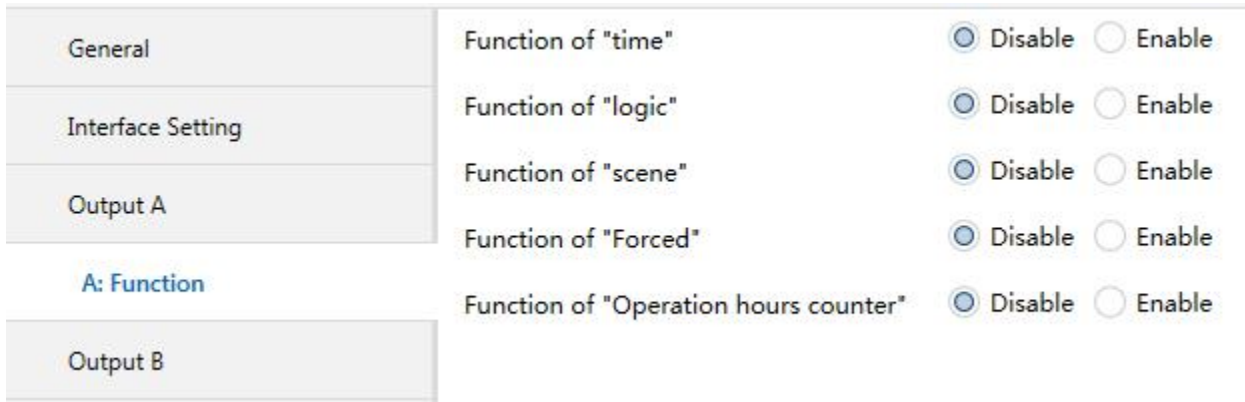 General
Interface Setting
Output A
A: Function
Output B
Function of "time" Disable Enable
Function of "logic" Disable Enable
Function of "scene" Disable Enable
Function of "Forced" Disable Enable
Function of "Operation hours counter" Disable Enable